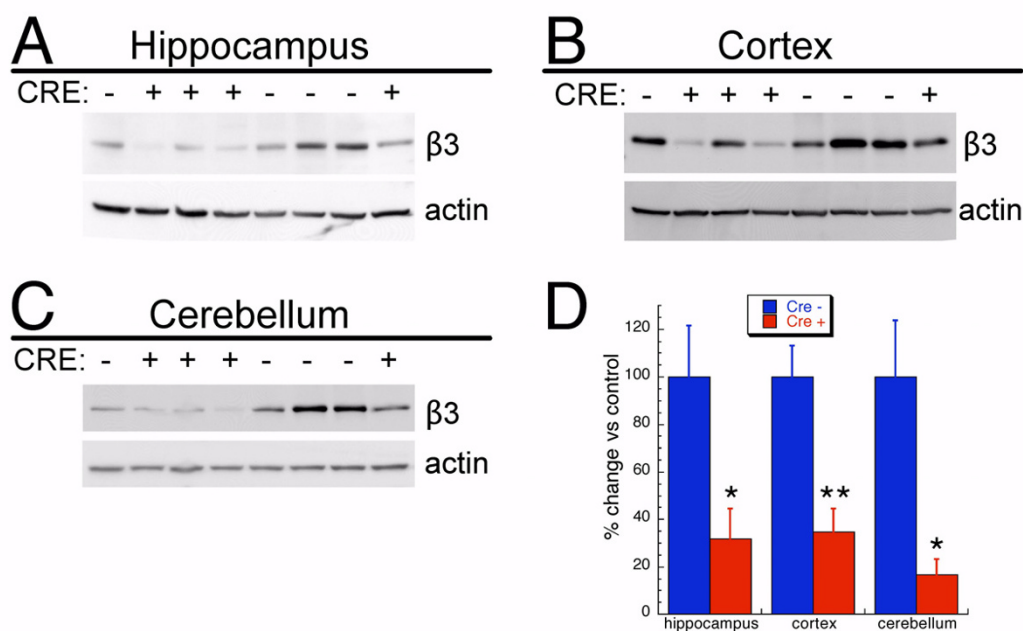 A Hippocampus
CRE: - + + + - - - +
β3
actin
B Cortex
CRE: - + + + - - - +
β3
actin
C Cerebellum
CRE: - + + + - - - +
β3
actin
D
Cre -
Cre +
% change vs control
120
100
80
60
40
20
0
* ** *
hippocampus cortex cerebellum